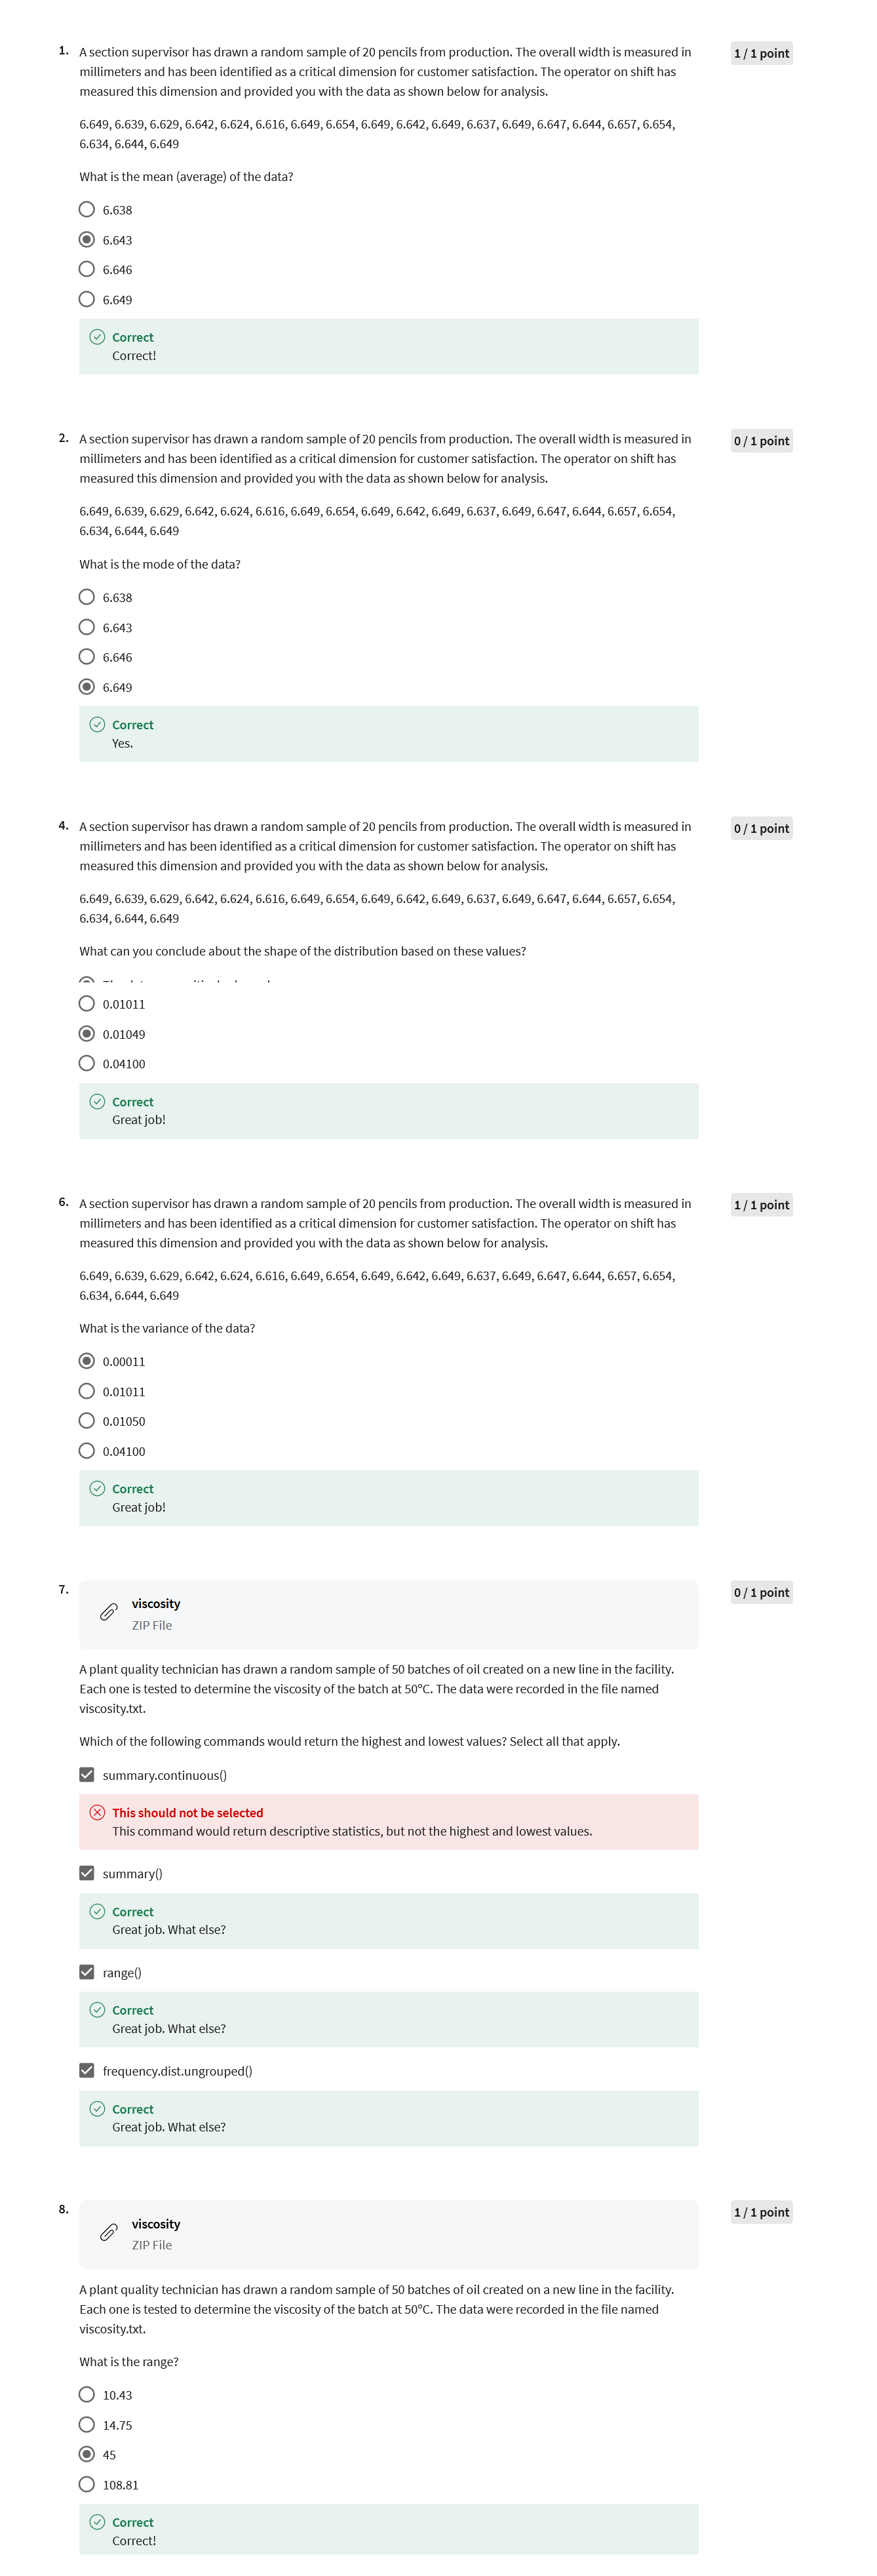 1.
A section supervisor has drawn a random sample of 20 pencils from production. The overall width is measured in
millimeters and has been identified as a critical dimension for customer satisfaction. The operator on shift has
measured this dimension and provided you with the data as shown below for analysis.
1 / 1 point
6.649, 6.639, 6.629, 6.642, 6.624, 6.616, 6.649, 6.654, 6.649, 6.642, 6.649, 6.637, 6.649, 6.647, 6.644, 6.657, 6.654,
6.634, 6.644, 6.649
What is the mean (average) of the data?
6.638
6.643
6.646
6.649
Correct
Correct!
2.
A section supervisor has drawn a random sample of 20 pencils from production. The overall width is measured in
millimeters and has been identified as a critical dimension for customer satisfaction. The operator on shift has
measured this dimension and provided you with the data as shown below for analysis.
0 / 1 point
6.649, 6.639, 6.629, 6.642, 6.624, 6.616, 6.649, 6.654, 6.649, 6.642, 6.649, 6.637, 6.649, 6.647, 6.644, 6.657, 6.654,
6.634, 6.644, 6.649
What is the mode of the data?
6.638
6.643
6.646
6.649
Correct
Yes.
4.
A section supervisor has drawn a random sample of 20 pencils from production. The overall width is measured in
millimeters and has been identified as a critical dimension for customer satisfaction. The operator on shift has
measured this dimension and provided you with the data as shown below for analysis.
0 / 1 point
6.649, 6.639, 6.629, 6.642, 6.624, 6.616, 6.649, 6.654, 6.649, 6.642, 6.649, 6.637, 6.649, 6.647, 6.644, 6.657, 6.654,
6.634, 6.644, 6.649
What can you conclude about the shape of the distribution based on these values?
0.01011
0.01049
0.04100
Correct
Great job!
6.
A section supervisor has drawn a random sample of 20 pencils from production. The overall width is measured in
millimeters and has been identified as a critical dimension for customer satisfaction. The operator on shift has
measured this dimension and provided you with the data as shown below for analysis.
1 / 1 point
6.649, 6.639, 6.629, 6.642, 6.624, 6.616, 6.649, 6.654, 6.649, 6.642, 6.649, 6.637, 6.649, 6.647, 6.644, 6.657, 6.654,
6.634, 6.644, 6.649
What is the variance of the data?
0.00011
0.01011
0.01050
0.04100
Correct
Great job!
7.
viscosity
ZIP File
0 / 1 point
A plant quality technician has drawn a random sample of 50 batches of oil created on a new line in the facility.
Each one is tested to determine the viscosity of the batch at 50°C. The data were recorded in the file named
viscosity.txt.
Which of the following commands would return the highest and lowest values? Select all that apply.
summary.continuous()
This should not be selected
This command would return descriptive statistics, but not the highest and lowest values.
summary()
Correct
Great job. What else?
range()
Correct
Great job. What else?
frequency.dist.ungrouped()
Correct
Great job. What else?
8.
viscosity
ZIP File
1 / 1 point
A plant quality technician has drawn a random sample of 50 batches of oil created on a new line in the facility.
Each one is tested to determine the viscosity of the batch at 50°C. The data were recorded in the file named
viscosity.txt.
What is the range?
10.43
14.75
45
108.81
Correct
Correct!